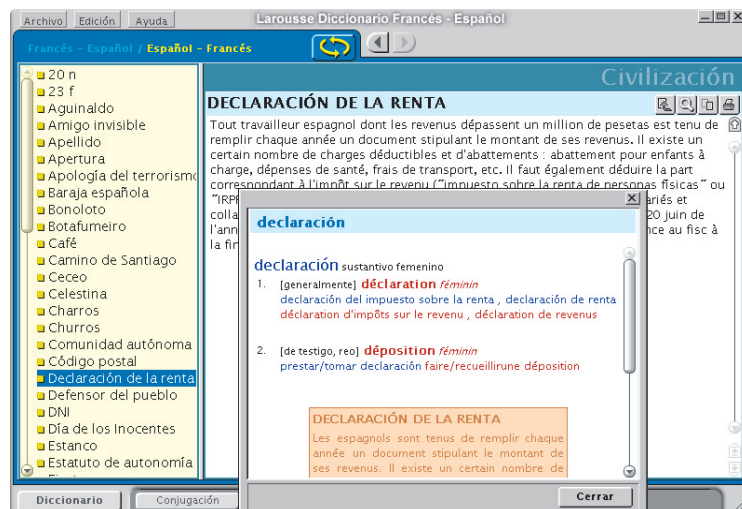 Archivo Edición Ayuda Larousse Diccionario Francés - Español
Francés - Español / Español - Francés
Civilización
20 n
23 f
Aguinaldo
Amigo invisible
Apellido
Apertura
Apología del terrorismo
Baraja española
Bonoloto
Botafumeiro
Café
Camino de Santiago
Ceceo
Celestina
Charros
Churros
Comunidad autónoma
Código postal
Declaración de la renta
Defensor del pueblo
DNI
Día de los Inocentes
Estanco
Estatuto de autonomía
DECLARACIÓN DE LA RENTA
Tout travailleur espagnol dont les revenus dépassent un million de pesetas est tenu de
remplir chaque année un document stipulant le montant de ses revenus. Il existe un
certain nombre de charges déductibles et d'abattements : abattement pour enfants à
charge, dépenses de santé, frais de transport, etc. Il faut également déduire la part
correspondant à l'impôt sur le revenu ("impuesto sobre la renta de personas físicas" ou
"IRPF
ariés et
colla
20 juin de
l'ann
nce au fisc à
la fin
declaración
declaración sustantivo femenino
1. [generalmente] déclaration féminin
declaración del impuesto sobre la renta , declaración de renta
déclaration d'impôts sur le revenu , déclaration de revenus
2. [de testigo, reo] déposition féminin
prestar/tomar declaración faire/recueillirune déposition
DECLARACIÓN DE LA RENTA
Les espagnols sont tenus de remplir chaque
année un document stipulant le montant de
ses revenus. Il existe un certain nombre de
Cerrar
Diccionario Conjugación